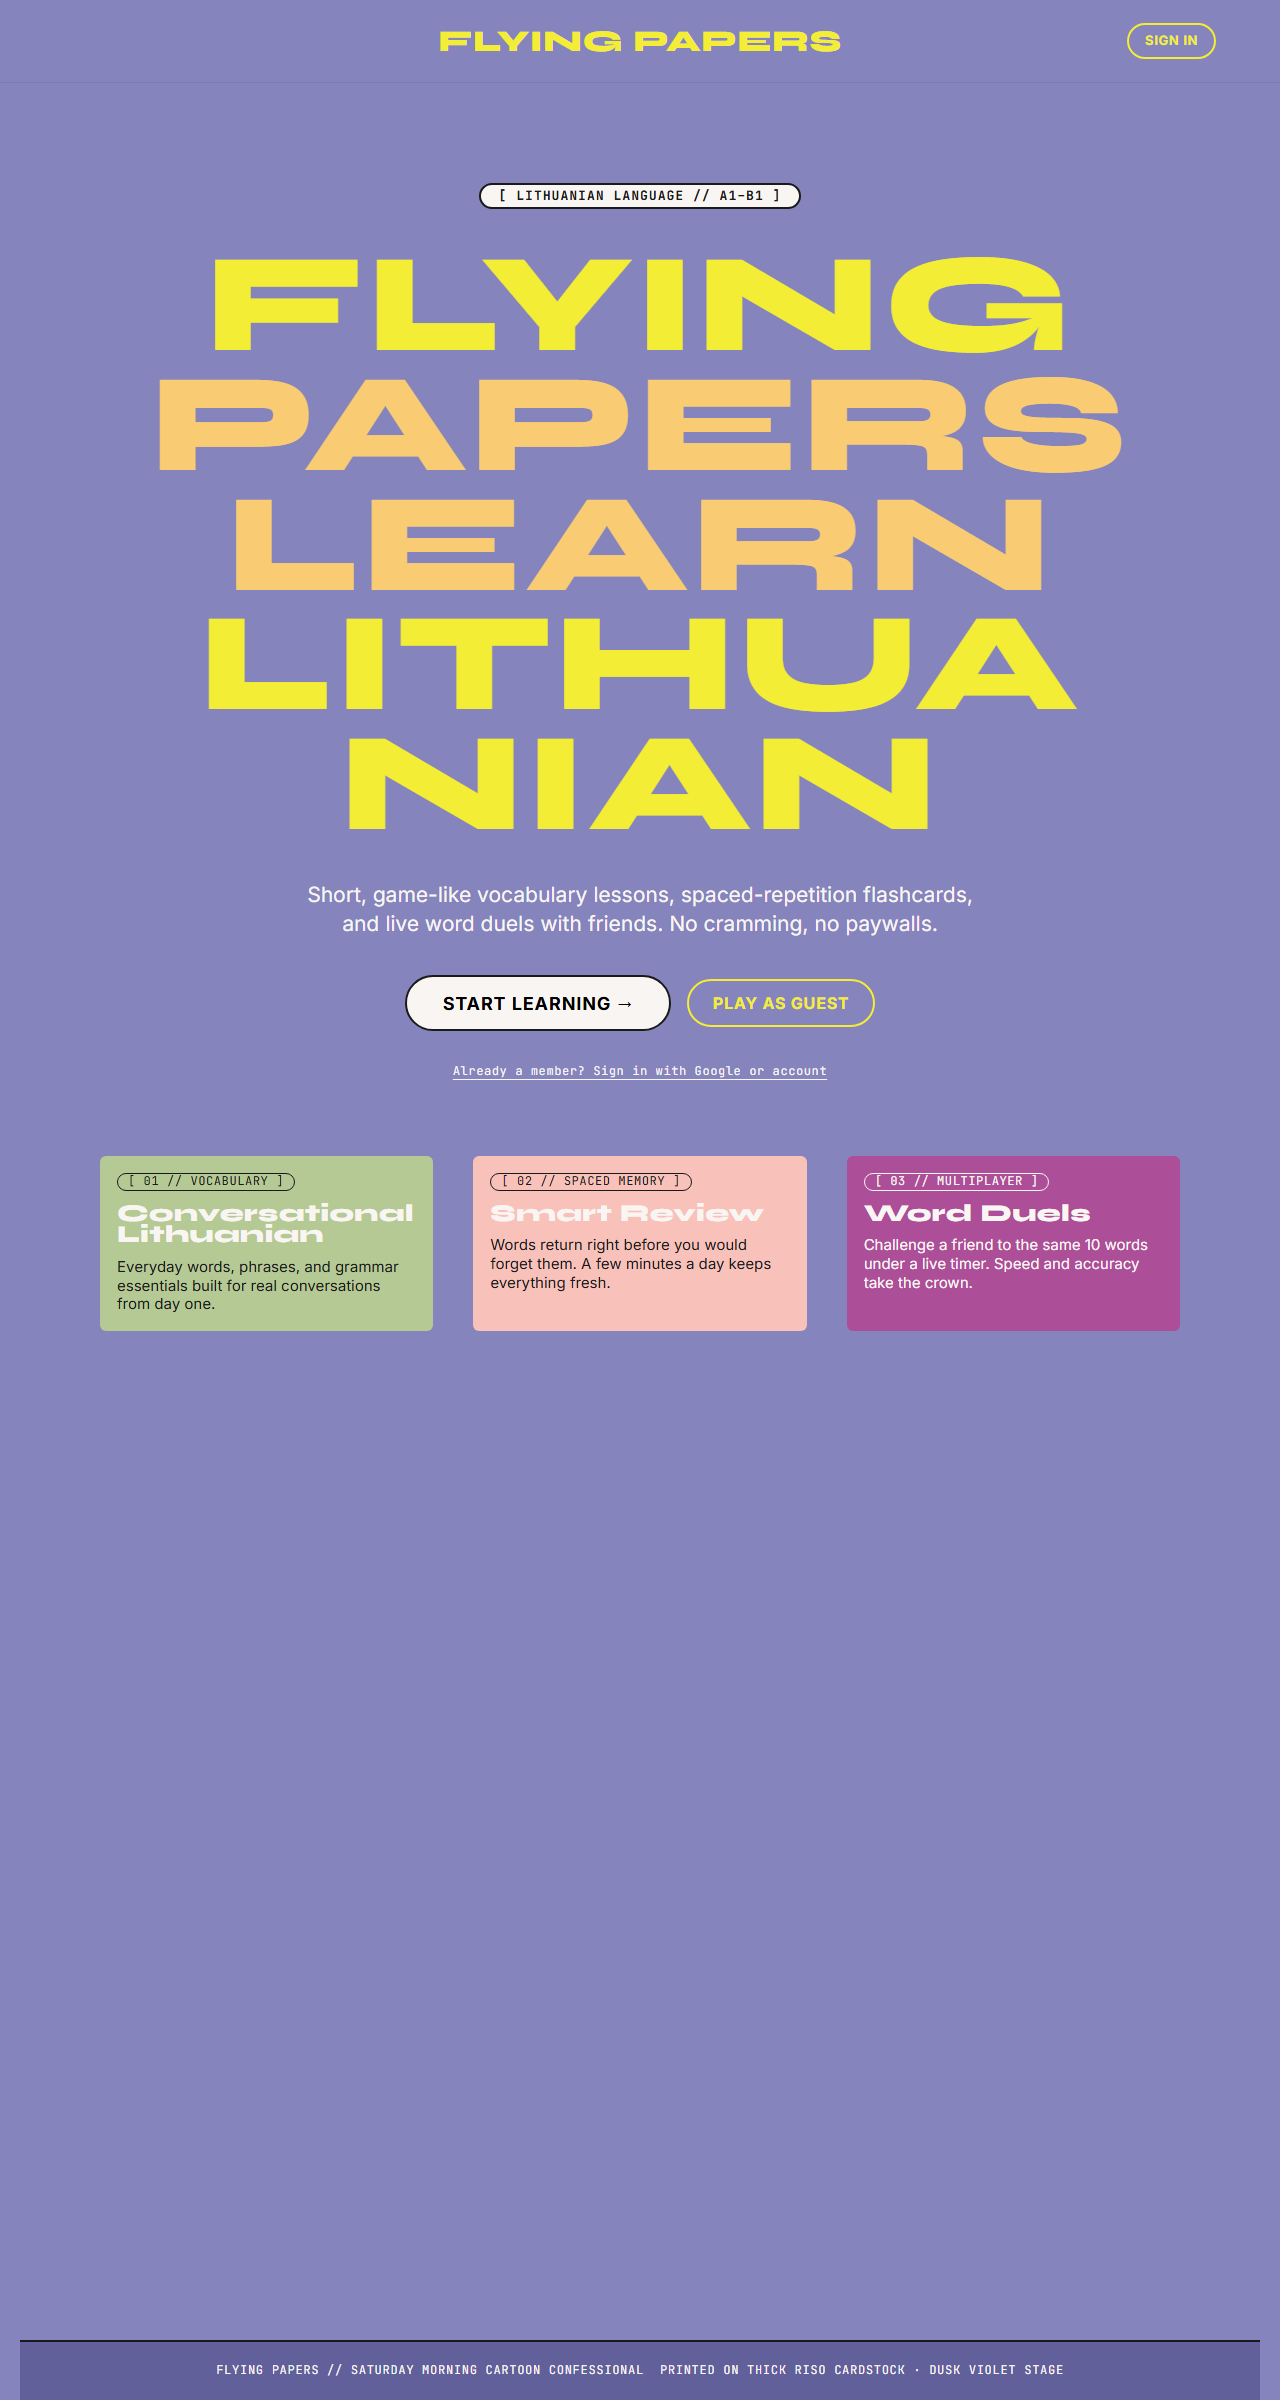 FLYING PAPERS
SIGN IN
[ LITHUANIAN LANGUAGE // A1–B1 ]
FLYING
PAPERS
LEARN
LITHUA
NIAN
Short, game-like vocabulary lessons, spaced-repetition flashcards,
and live word duels with friends. No cramming, no paywalls.
START LEARNING →
PLAY AS GUEST
Already a member? Sign in with Google or account
[ 01 // VOCABULARY ]
Conversational
Lithuanian
Everyday words, phrases, and grammar
essentials built for real conversations
from day one.
[ 02 // SPACED MEMORY ]
Smart Review
Words return right before you would
forget them. A few minutes a day keeps
everything fresh.
[ 03 // MULTIPLAYER ]
Word Duels
Challenge a friend to the same 10 words
under a live timer. Speed and accuracy
take the crown.
FLYING PAPERS // SATURDAY MORNING CARTOON CONFESSIONAL PRINTED ON THICK RISO CARDSTOCK · DUSK VIOLET STAGE